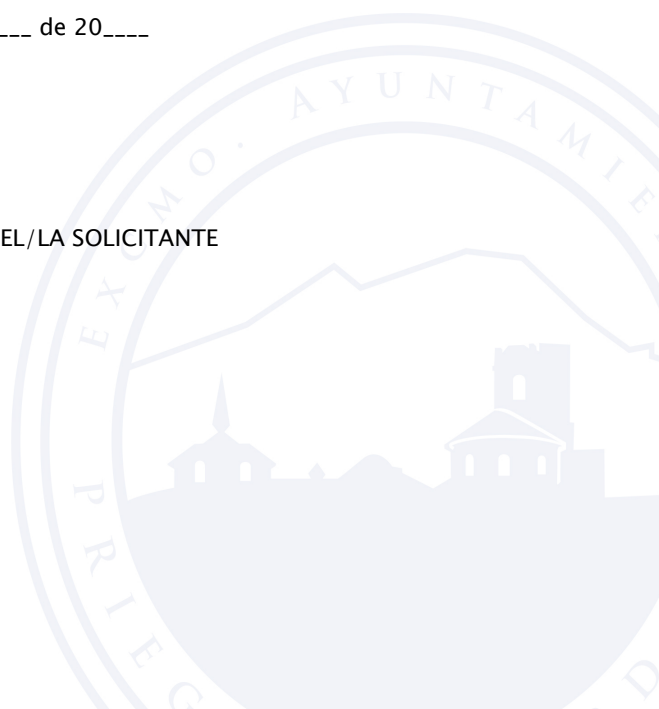 ___ de 20____
EXCMO. AYUNTAMIE
EL/LA SOLICITANTE
PRIEG
D